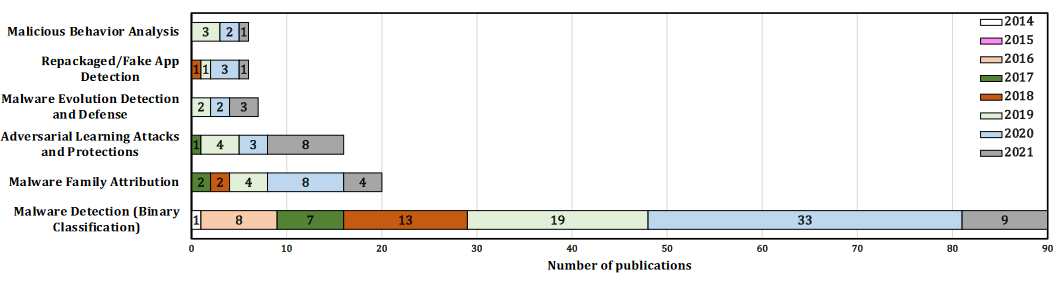 Malicious Behavior Analysis
3 2 1
Repackaged/Fake App
Detection
1 1 3 1
Malware Evolution Detection
and Defense
2 2 3
Adversarial Learning Attacks
and Protections
1 4 3 8
Malware Family Attribution
2 2 4 8 4
Malware Detection (Binary
Classification)
1 8 7 13 19 33 9
0 10 20 30 40 50 60 70 80 90
Number of publications
2014
2015
2016
2017
2018
2019
2020
2021